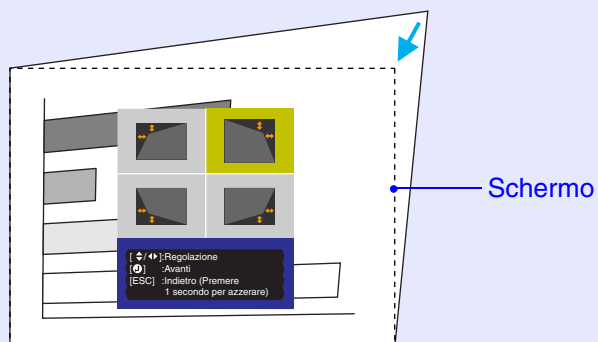 Schermo
[ ]:Regolazione
[ ] :Avanti
[ESC] :Indietro (Premere
1 secondo per azzerare)